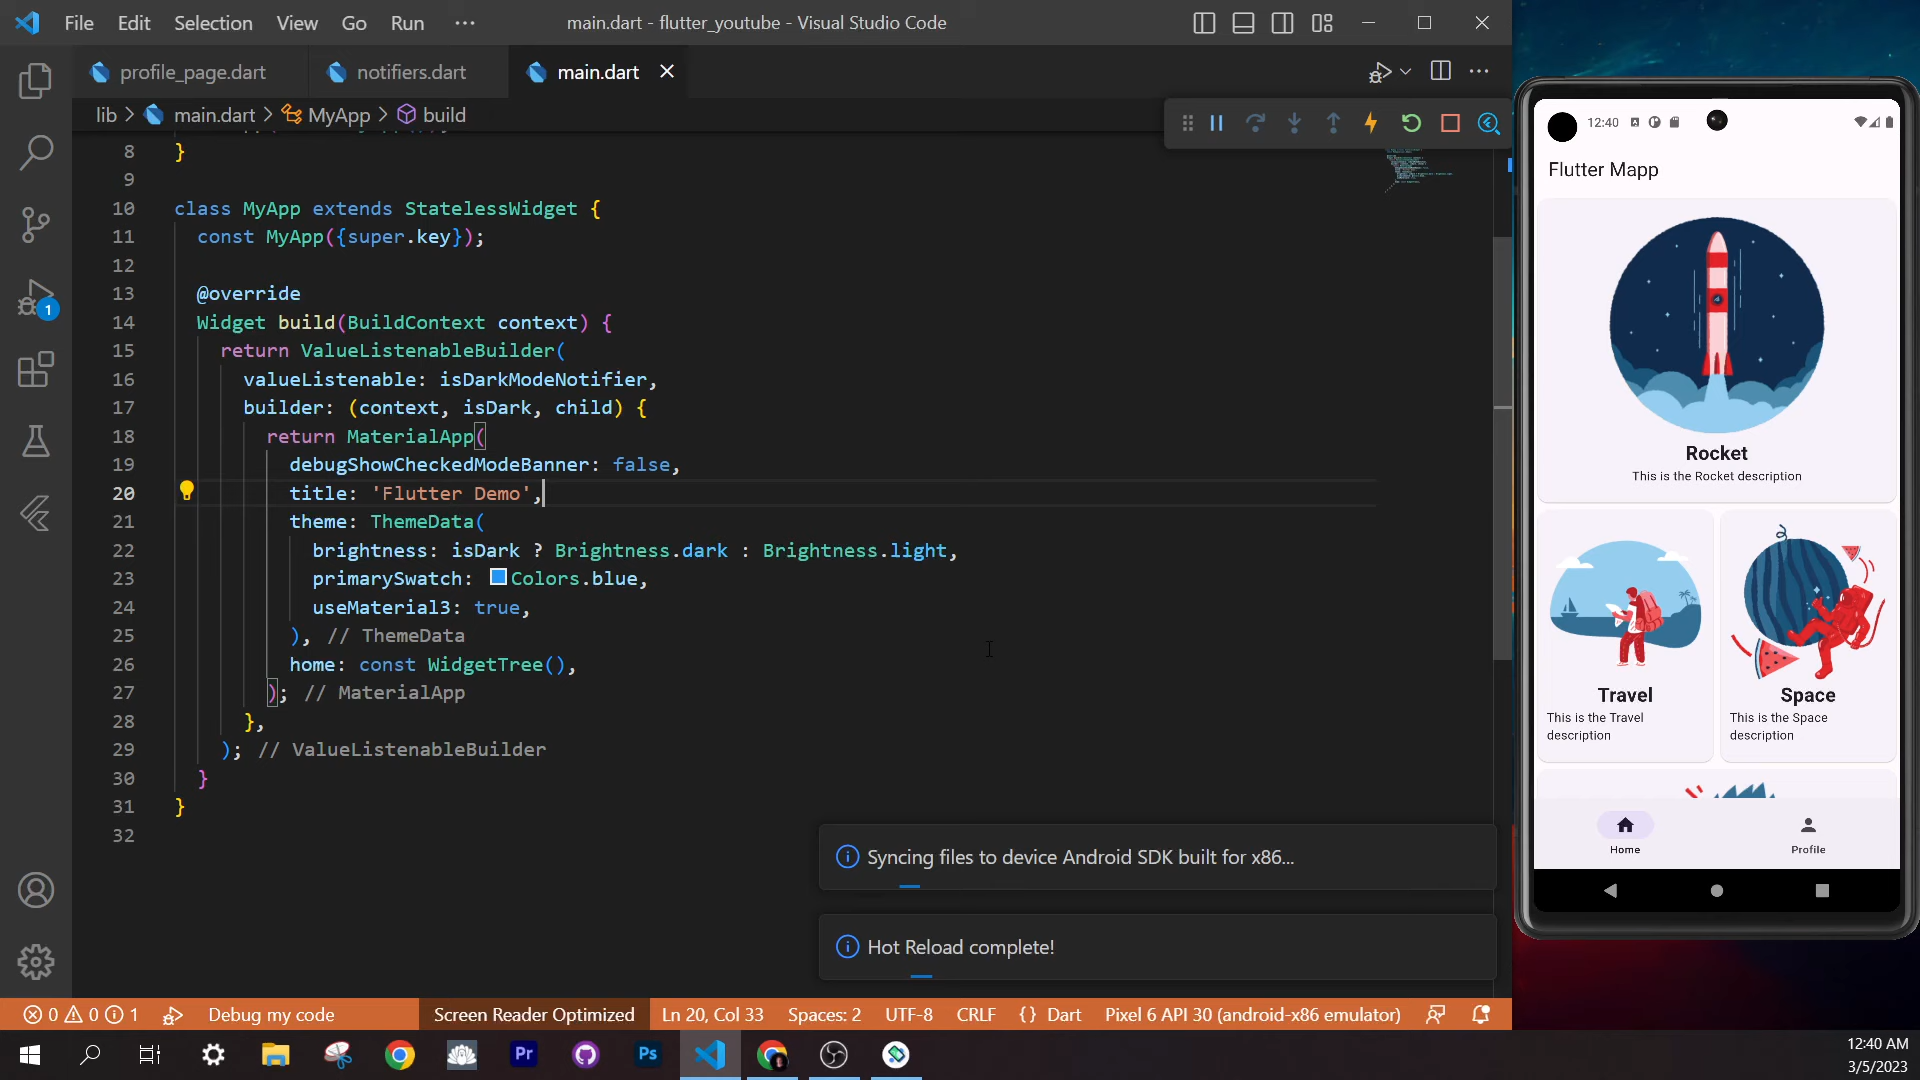 File Edit Selection View Go Run ···
main.dart - flutter_youtube - Visual Studio Code
profile_page.dart
notifiers.dart
main.dart
lib > main.dart > MyApp > build
8 }
9
10 class MyApp extends StatelessWidget {
11 const MyApp({super.key});
12
13 @override
14 Widget build(BuildContext context) {
15 return ValueListenableBuilder(
16 valueListenable: isDarkModeNotifier,
17 builder: (context, isDark, child) {
18 return MaterialApp(
19 debugShowCheckedModeBanner: false,
20 title: 'Flutter Demo',
21 theme: ThemeData(
22 brightness: isDark ? Brightness.dark : Brightness.light,
23 primarySwatch: Colors.blue,
24 useMaterial3: true,
25 ), // ThemeData
26 home: const WidgetTree(),
27 ); // MaterialApp
28 },
29 ); // ValueListenableBuilder
30 }
31 }
32
1
Syncing files to device Android SDK built for x86...
Hot Reload complete!
0 0 1 Debug my code Screen Reader Optimized Ln 20, Col 33 Spaces: 2 UTF-8 CRLF {} Dart Pixel 6 API 30 (android-x86 emulator)
Pr
Ps
12:40 AM
3/5/2023
12:40
Flutter Mapp
Rocket
This is the Rocket description
Travel
This is the Travel
description
Space
This is the Space
description
Home
Profile